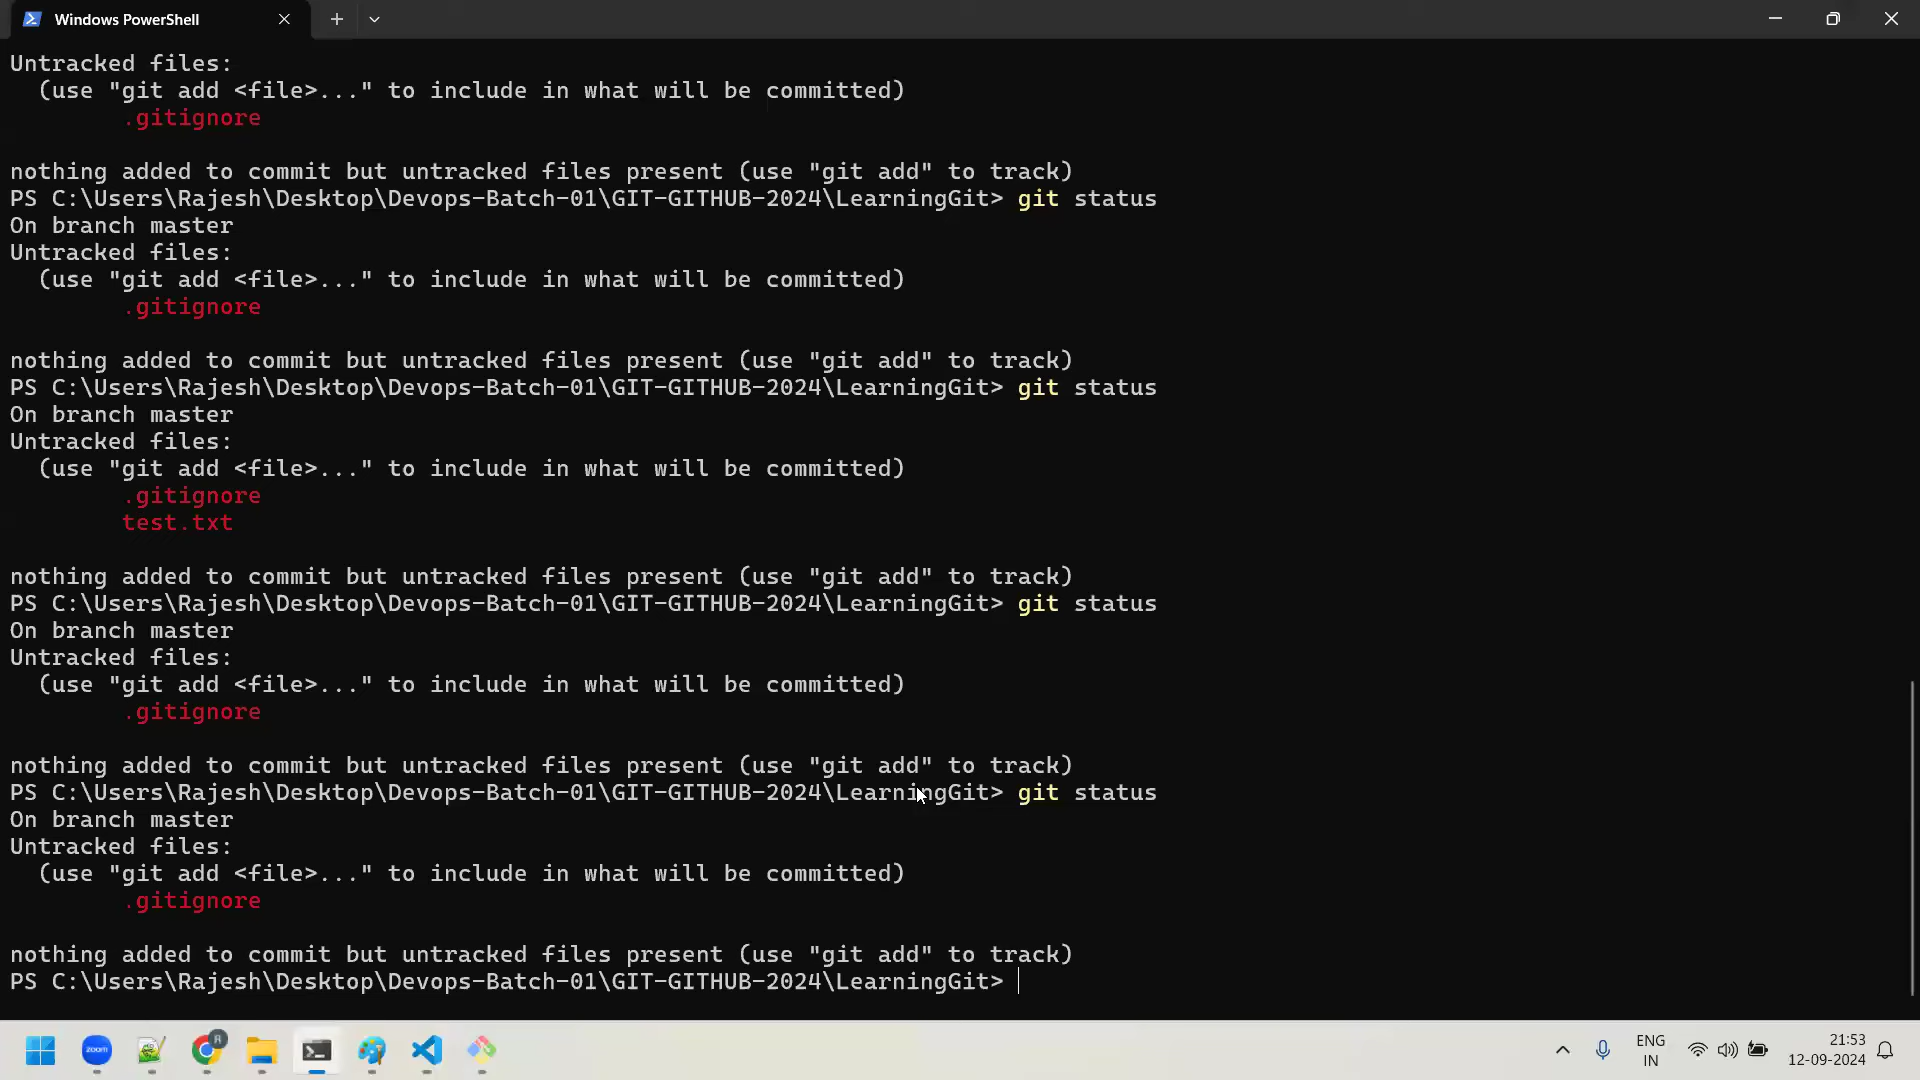 Windows PowerShell
Untracked files:
  (use "git add <file>..." to include in what will be committed)
        .gitignore

nothing added to commit but untracked files present (use "git add" to track)
PS C:\Users\Rajesh\Desktop\Devops-Batch-01\GIT-GITHUB-2024\LearningGit> git status
On branch master
Untracked files:
  (use "git add <file>..." to include in what will be committed)
        .gitignore

nothing added to commit but untracked files present (use "git add" to track)
PS C:\Users\Rajesh\Desktop\Devops-Batch-01\GIT-GITHUB-2024\LearningGit> git status
On branch master
Untracked files:
  (use "git add <file>..." to include in what will be committed)
        .gitignore
        test.txt

nothing added to commit but untracked files present (use "git add" to track)
PS C:\Users\Rajesh\Desktop\Devops-Batch-01\GIT-GITHUB-2024\LearningGit> git status
On branch master
Untracked files:
  (use "git add <file>..." to include in what will be committed)
        .gitignore

nothing added to commit but untracked files present (use "git add" to track)
PS C:\Users\Rajesh\Desktop\Devops-Batch-01\GIT-GITHUB-2024\LearningGit> git status
On branch master
Untracked files:
  (use "git add <file>..." to include in what will be committed)
        .gitignore

nothing added to commit but untracked files present (use "git add" to track)
PS C:\Users\Rajesh\Desktop\Devops-Batch-01\GIT-GITHUB-2024\LearningGit>
zoom
R
ENG
IN
21:53
12-09-2024